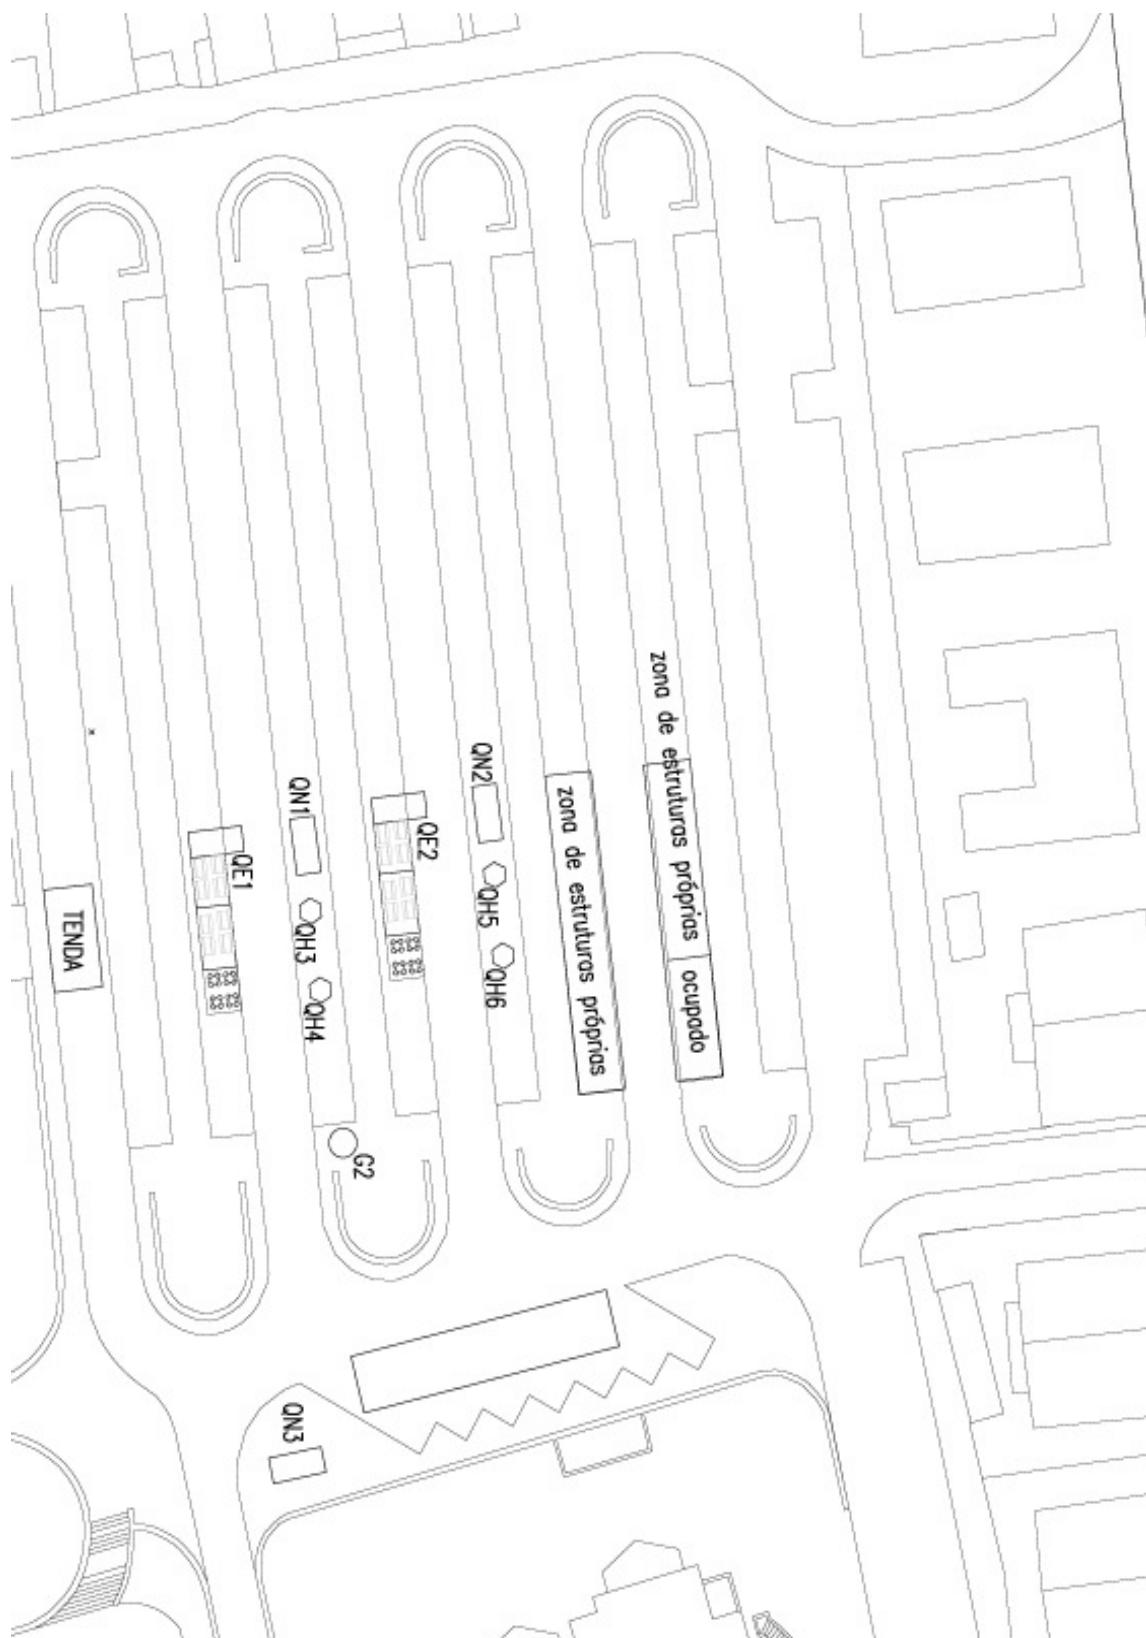 zona de estruturas próprias
QN2
zona de estruturas próprias
QN1
QE2
QE1
QH5
TENDA
QH3
QH6
ocupado
QH4
G2
QN3